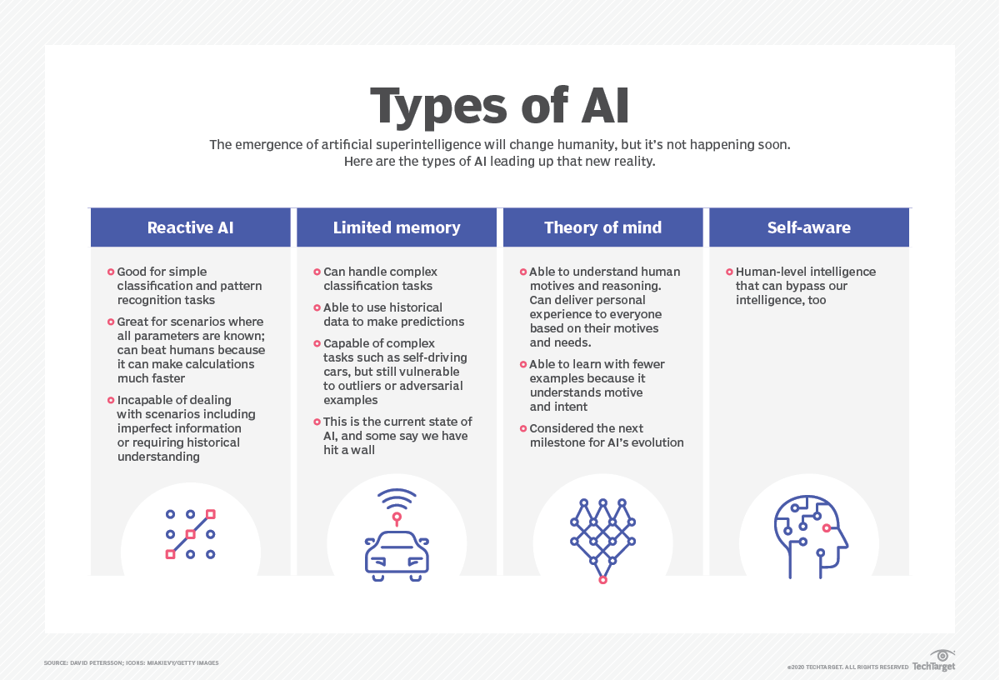 Types of AI
The emergence of artificial superintelligence will change humanity, but it's not happening soon.
Here are the types of AI leading up that new reality.
Reactive AI
Good for simple
classification and pattern
recognition tasks
Great for scenarios where
all parameters are known;
can beat humans because
it can make calculations
much faster
Incapable of dealing
with scenarios including
imperfect information
or requiring historical
understanding
Limited memory
Can handle complex
classification tasks
Able to use historical
data to make predictions
Capable of complex
tasks such as self-driving
cars, but still vulnerable
to outliers or adversarial
examples
This is the current state of
AI, and some say we have
hit a wall
Theory of mind
Able to understand human
motives and reasoning.
Can deliver personal
experience to everyone
based on their motives
and needs.
Able to learn with fewer
examples because it
understands motive
and intent
Considered the next
milestone for AI's evolution
Self-aware
Human-level intelligence
that can bypass our
intelligence, too
SOURCE: DAVID PETERSSON; ICONS: MIAKIEVY/GETTY IMAGES
©2020 TECHTARGET. ALL RIGHTS RESERVED TechTarget